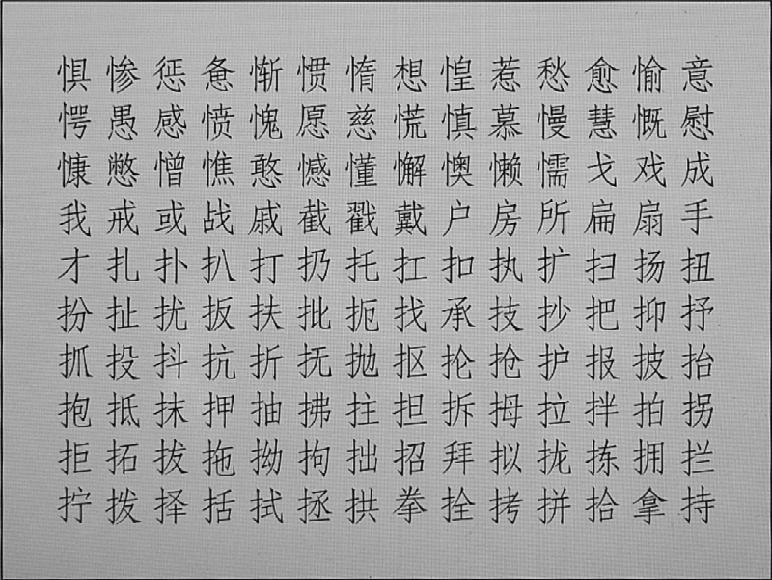 惧惨惩惫惭惯惰想惶惹愁愈愉意
愕愚感愤愧愿慈慌慎慕慢慧慨慰
慷憋憎憔憨憾懂懈懊懒懦戈戏成
我戒或战戚截戳戴户房所扁扇手
才扎扑扒打扔托扛扣执扩扫扬扭
扮扯扰扳扶批扼找承技抄把抑抒
抓投抖抗折抚抛抠抡抢护报披抬
抱抵抹押抽拂拄担拆拇拉拌拍拐
拒拓拔拖拗拘拙招拜拟拢拣拥拦
拧拨择括拭拯拱拳拴拷拼拾拿持